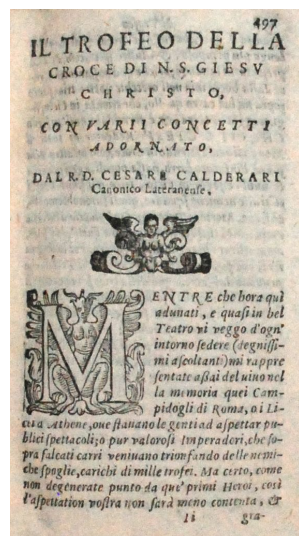 497
IL TROFEO DELLA
CROCE DI N. S. GIESV
CHRISTO,
CON VARII CONCETTI
ADORNATO,
DAL R. D. CESARE CALDERARI
Canonico Lateranense.
MENTRE che hora qui
adunati, e quasi in bel
Teatro vi veggo d'ogn'
intorno sedere (degnissi-
mi ascoltanti) mi rappre
sentate assai del uino nel
la memoria quei Cam-
pidogli di Roma, o i Li-
cei a Athene, oue stauano le genti ad aspettar pu-
blici spettacoli; o pur valorosi Imperadori, che so-
pra falcati carri veniuano trionfando delle nemi-
che spoglie, carichi di mille trofei. Ma certo, come
non degenerate punto da que' primi Heroi, così
l'aspettation vostra non sarà meno contenta, &
Ii gra-